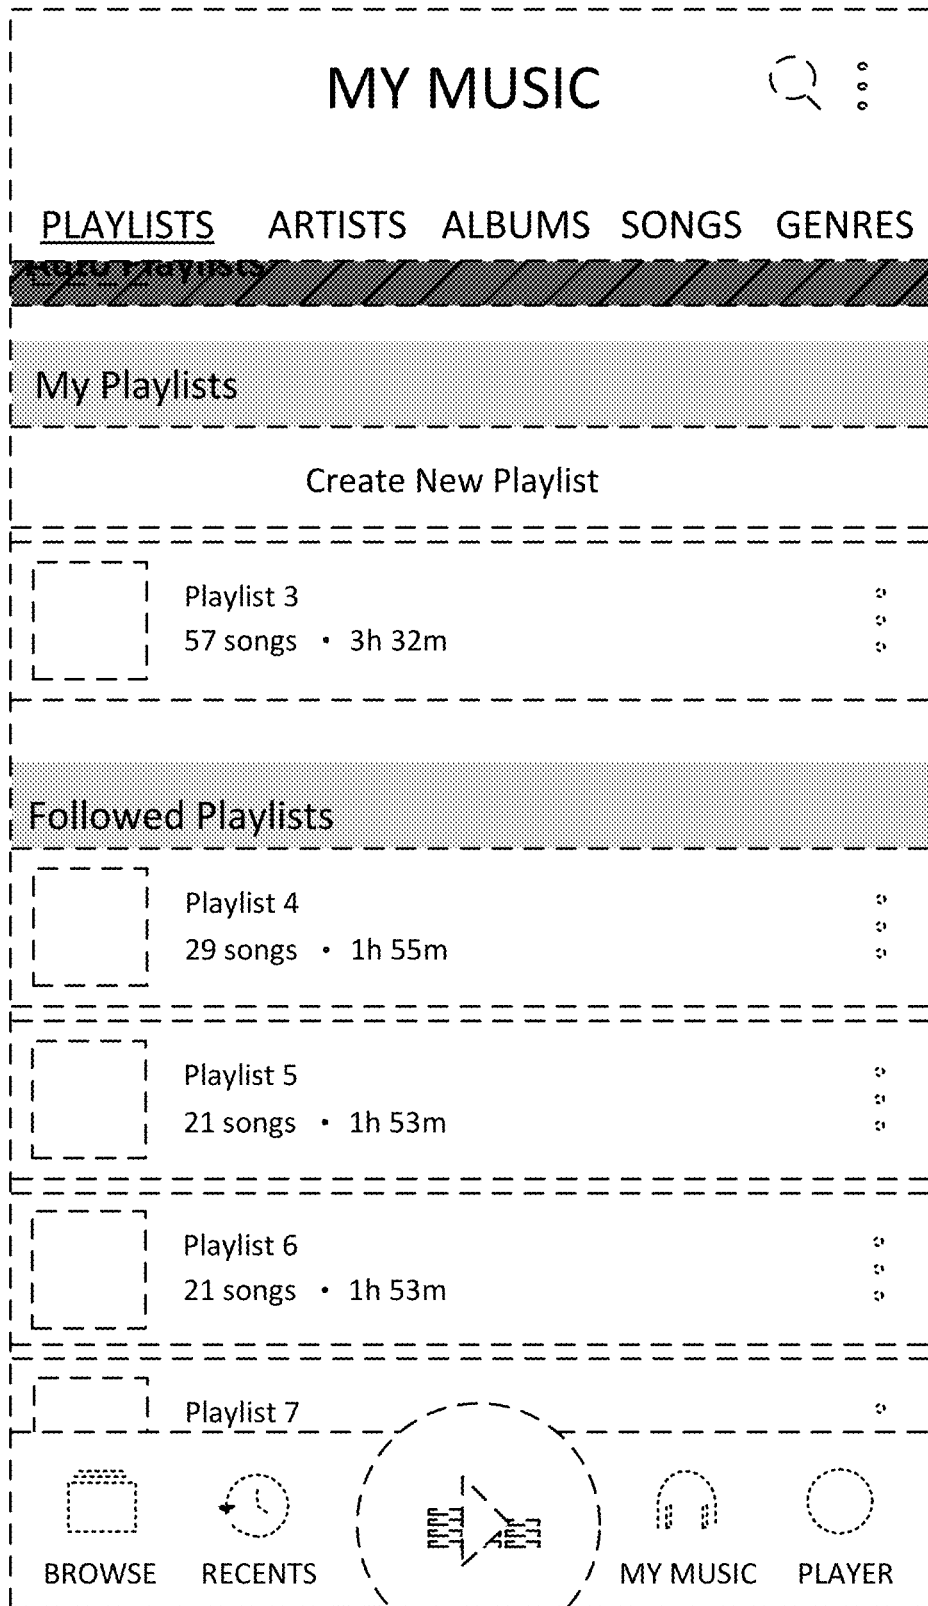 MY MUSIC
PLAYLISTS ARTISTS ALBUMS SONGS GENRES
Auto Playlists
My Playlists
Create New Playlist
Playlist 3
57 songs • 3h 32m
Followed Playlists
Playlist 4
29 songs • 1h 55m
Playlist 5
21 songs • 1h 53m
Playlist 6
21 songs • 1h 53m
Playlist 7
BROWSE RECENTS MY MUSIC PLAYER